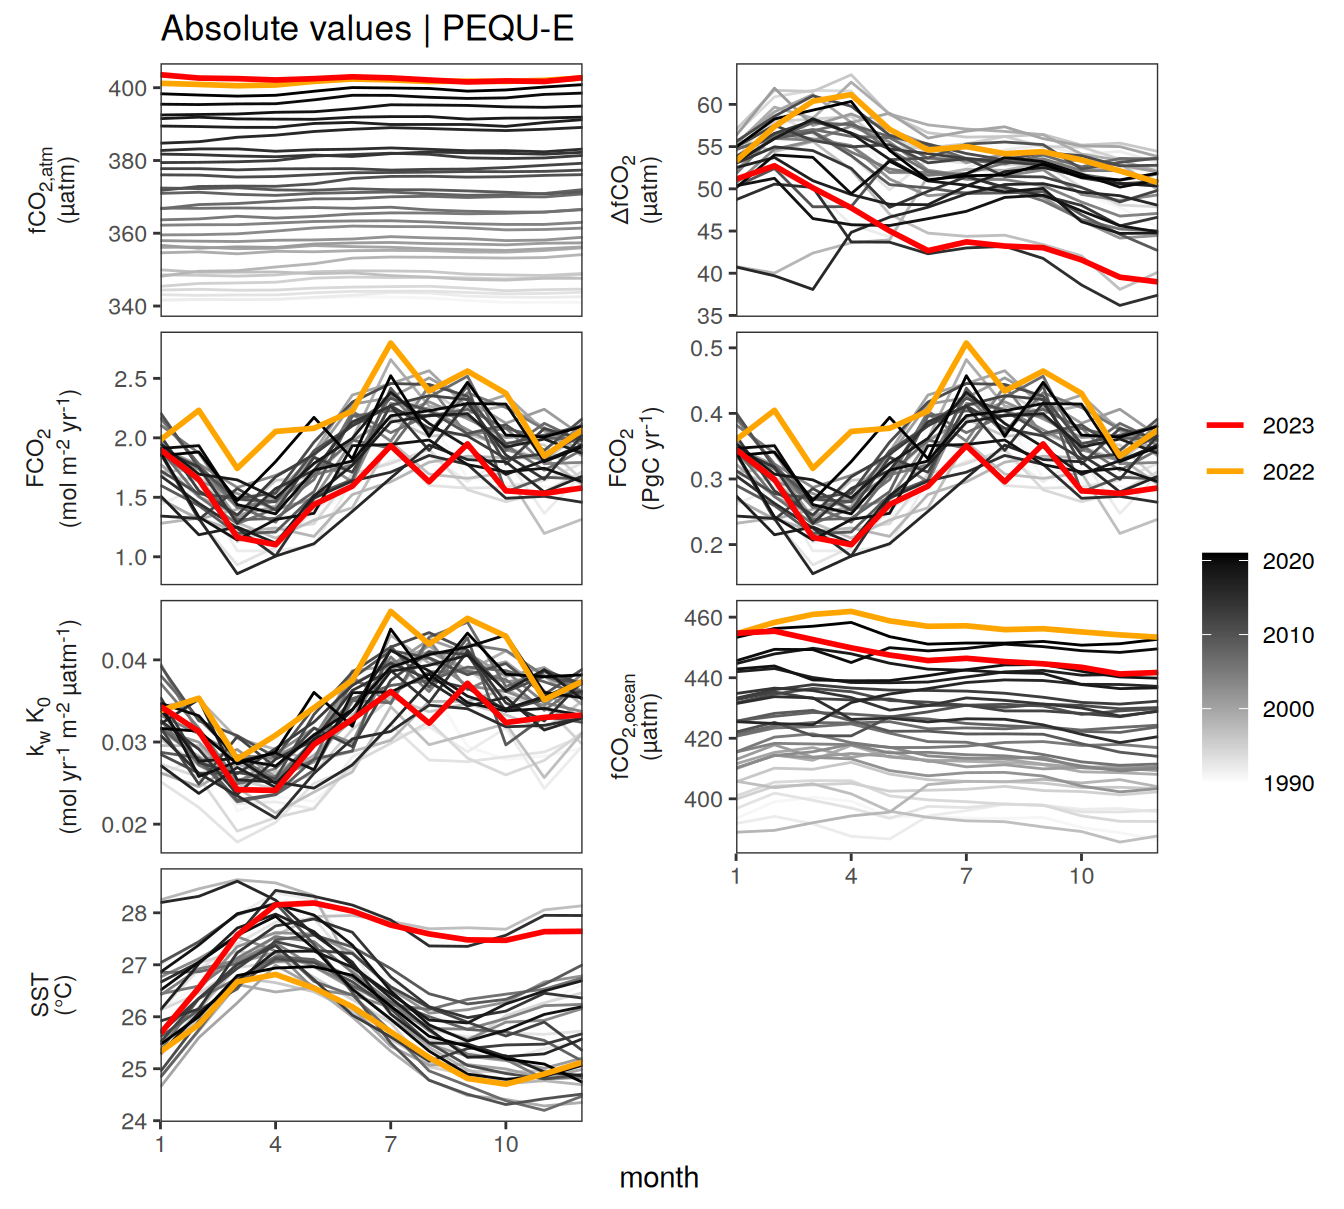 Absolute values | PEQU-E
fCO2,atm
(µatm)
400
380
360
340
ΔfCO2
(µatm)
60
55
50
45
40
35
FCO2
(mol m-2 yr-1)
2.5
2.0
1.5
1.0
FCO2
(PgC yr-1)
0.5
0.4
0.3
0.2
kw K0
(mol yr-1 m-2 µatm-1)
0.04
0.03
0.02
fCO2,ocean
(µatm)
460
440
420
400
1 4 7 10
SST
(°C)
28
27
26
25
24
1 4 7 10
month
2023
2022
2020
2010
2000
1990